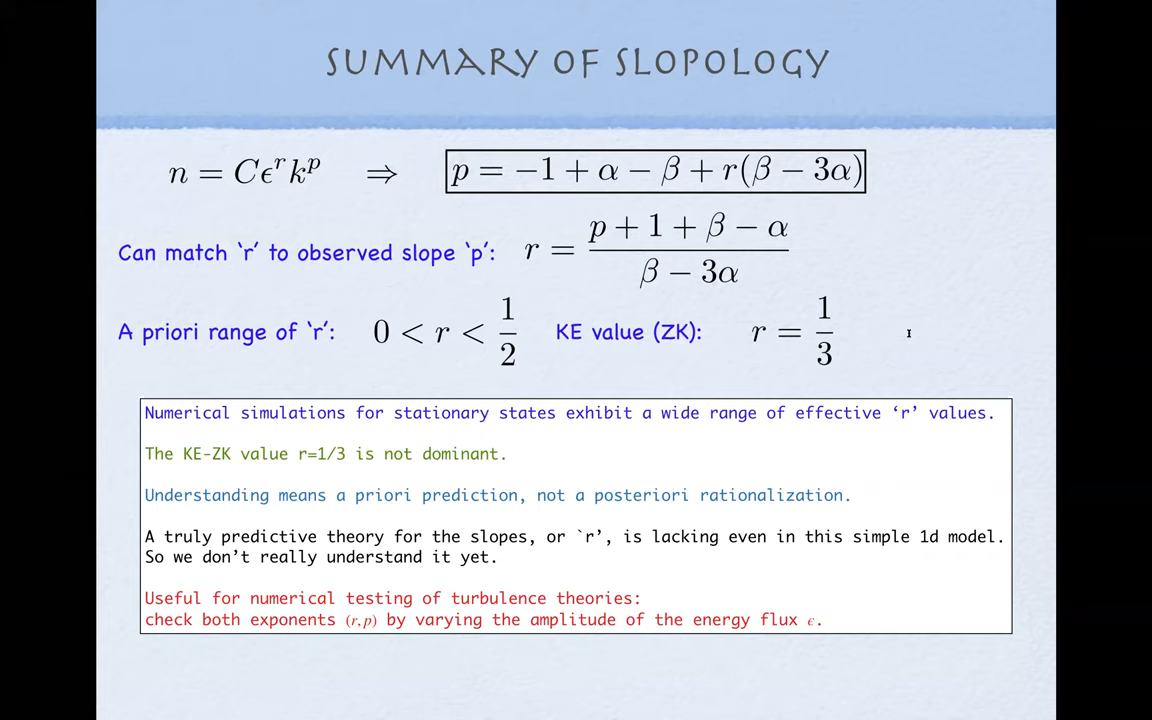 SUMMARY OF SLOPOLOGY
n = Cϵ^r k^p ⇒ p = −1 + α − β + r(β − 3α)
Can match ‘r’ to observed slope ‘p’: r = (p + 1 + β − α) / (β − 3α)
A priori range of ‘r’: 0 < r < 1/2 KE value (ZK): r = 1/3
Numerical simulations for stationary states exhibit a wide range of effective ‘r’ values.
The KE-ZK value r=1/3 is not dominant.
Understanding means a priori prediction, not a posteriori rationalization.
A truly predictive theory for the slopes, or `r’, is lacking even in this simple 1d model.
So we don’t really understand it yet.
Useful for numerical testing of turbulence theories:
check both exponents (r, p) by varying the amplitude of the energy flux ϵ.